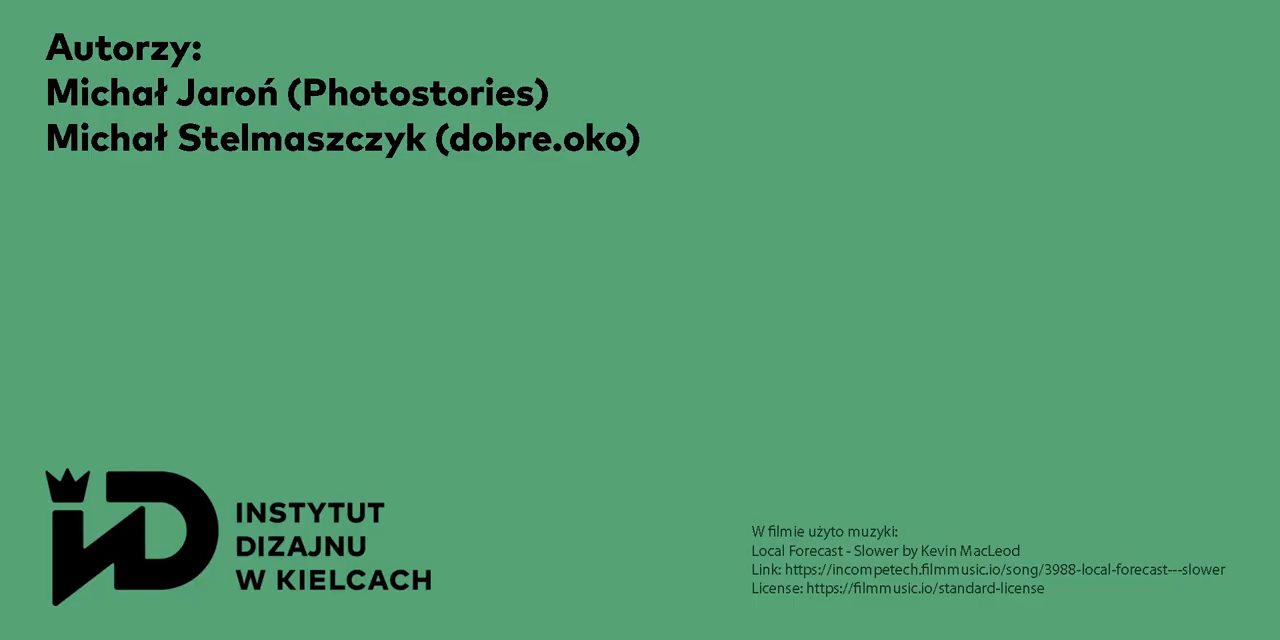 Autorzy:
Michał Jaroń (Photostories)
Michał Stelmaszczyk (dobre.oko)
INSTYTUT
DIZAJNU
W KIELCACH
W filmie użyto muzyki:
Local Forecast - Slower by Kevin MacLeod
Link: https://incompetech.filmmusic.io/song/3988-local-forecast---slower
License: https://filmmusic.io/standard-license